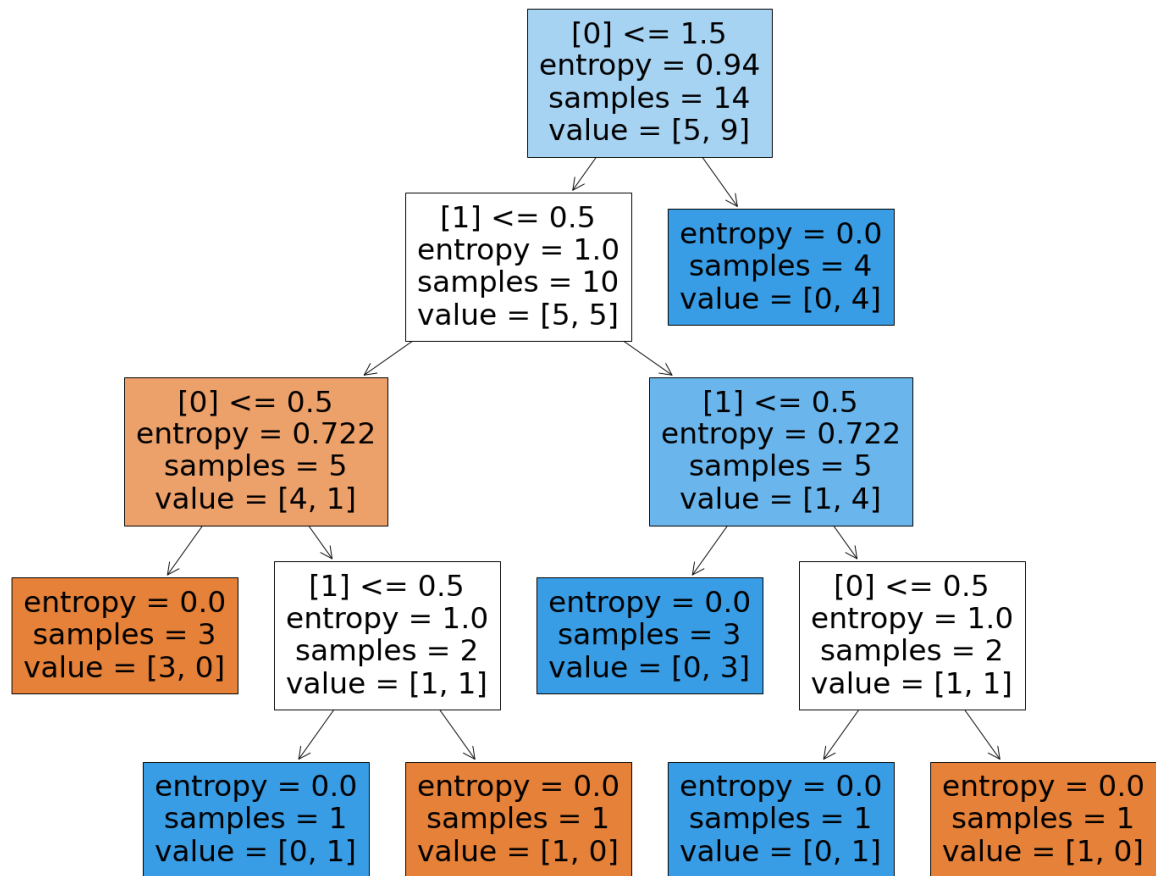 [0] <= 1.5
entropy = 0.94
samples = 14
value = [5, 9]
[1] <= 0.5
entropy = 1.0
samples = 10
value = [5, 5]
entropy = 0.0
samples = 4
value = [0, 4]
[0] <= 0.5
entropy = 0.722
samples = 5
value = [4, 1]
[1] <= 0.5
entropy = 0.722
samples = 5
value = [1, 4]
entropy = 0.0
samples = 3
value = [3, 0]
[1] <= 0.5
entropy = 1.0
samples = 2
value = [1, 1]
entropy = 0.0
samples = 3
value = [0, 3]
[0] <= 0.5
entropy = 1.0
samples = 2
value = [1, 1]
entropy = 0.0
samples = 1
value = [0, 1]
entropy = 0.0
samples = 1
value = [1, 0]
entropy = 0.0
samples = 1
value = [0, 1]
entropy = 0.0
samples = 1
value = [1, 0]